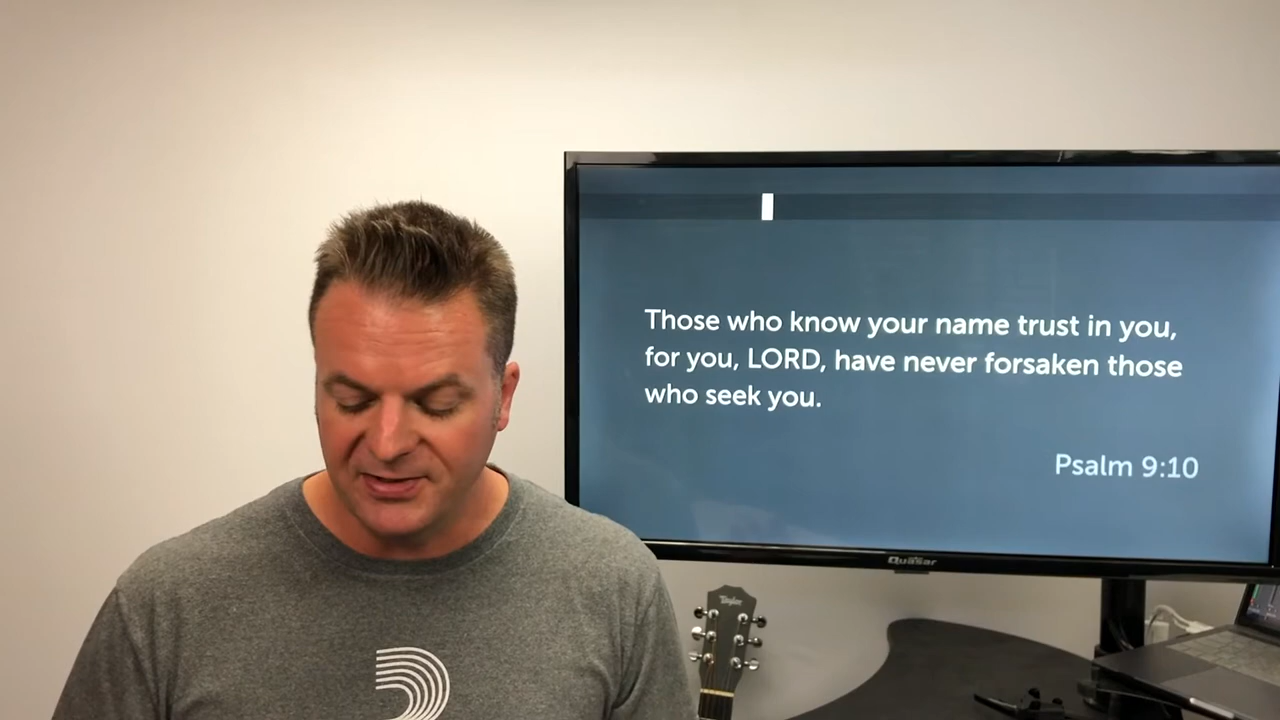 Those who know your name trust in you,
for you, LORD, have never forsaken those
who seek you.
Psalm 9:10
Quasar
Taylor